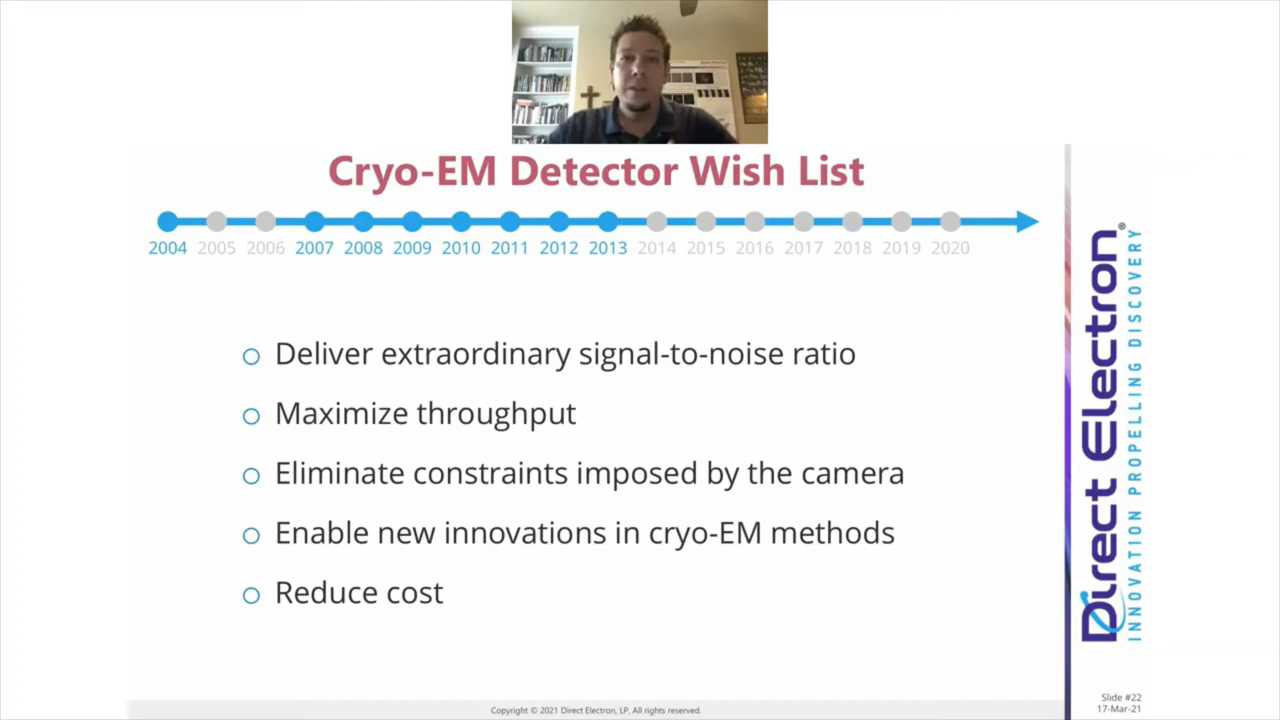 Cryo-EM Detector Wish List
2004 2005 2006 2007 2008 2009 2010 2011 2012 2013 2014 2015 2016 2017 2018 2019 2020
Deliver extraordinary signal-to-noise ratio
Maximize throughput
Eliminate constraints imposed by the camera
Enable new innovations in cryo-EM methods
Reduce cost
Direct Electron®
INNOVATION PROPELLING DISCOVERY
Copyright © 2021 Direct Electron, LP. All rights reserved.
Slide #22
17-Mar-21